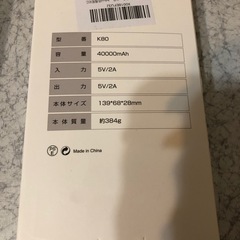 型 番 K80
容 量 40000mAh
入 力 5V/2A
出 力 5V/2A
本体サイズ 139*68*28mm
本 体 質 量 約384g
Made in China